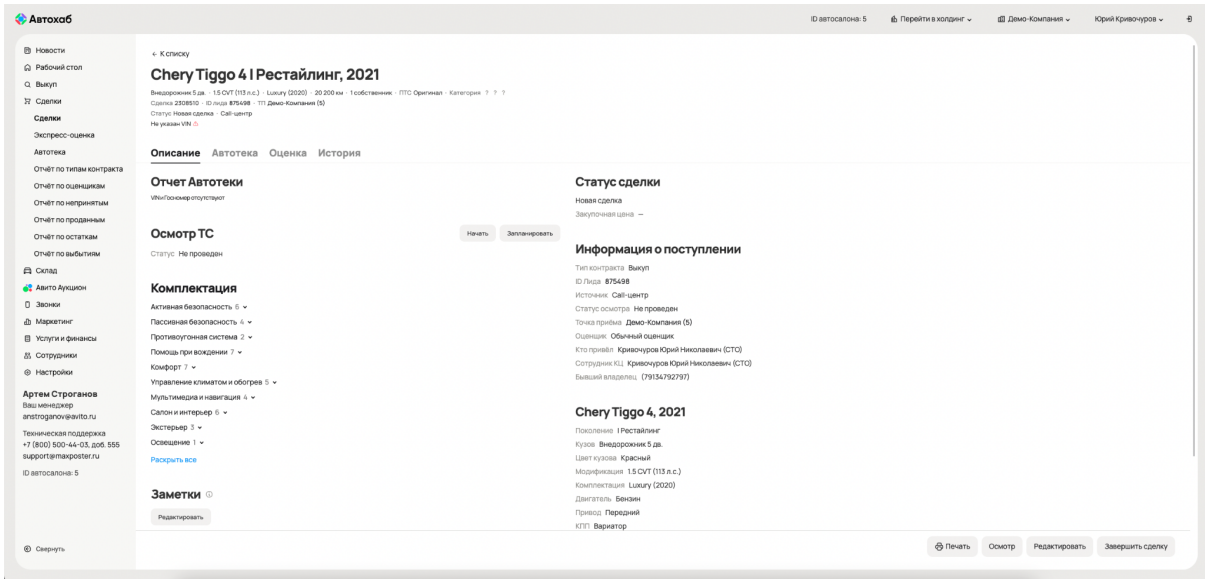 Автохаб
ID автосалона: 5
Перейти в холдинг
Демо-Компания
Юрий Кривочуров
Новости
Рабочий стол
Выкуп
Сделки
Сделки
Экспресс-оценка
Автотека
Отчёт по типам контракта
Отчёт по оценщикам
Отчёт по непринятым
Отчёт по проданным
Отчёт по остаткам
Отчёт по выбытиям
Склад
Авито Аукцион
Звонки
Маркетинг
Услуги и финансы
Сотрудники
Настройки
Артем Строганов
Ваш менеджер
anstroganov@avito.ru
Техническая поддержка
+7 (800) 500-44-03, доб. 555
support@maxposter.ru
ID автосалона: 5
Свернуть
← К списку
Chery Tiggo 4 I Рестайлинг, 2021
Внедорожник 5 дв. · 1.5 CVT (113 л.с.) · Luxury (2020) · 20 200 км · 1 собственник · ПТС Оригинал · Категория ? ? ?
Сделка 2308510 · ID лида 875498 · ТП Демо-Компания (5)
Статус Новая сделка · Call-центр
Не указан VIN
Описание Автотека Оценка История
Отчет Автотеки
VIN и Госномер отсутствуют
Осмотр ТС
Начать Запланировать
Статус Не проведен
Комплектация
Активная безопасность 6
Пассивная безопасность 4
Противоугонная система 2
Помощь при вождении 7
Комфорт 7
Управление климатом и обогрев 5
Мультимедиа и навигация 4
Салон и интерьер 6
Экстерьер 3
Освещение 1
Раскрыть все
Заметки
Редактировать
Статус сделки
Новая сделка
Закупочная цена —
Информация о поступлении
Тип контракта Выкуп
ID Лида 875498
Источник Call-центр
Статус осмотра Не проведен
Точка приёма Демо-Компания (5)
Оценщик Обычный оценщик
Кто привёл Кривочуров Юрий Николаевич (СТО)
Сотрудник КЦ Кривочуров Юрий Николаевич (СТО)
Бывший владелец (79134792797)
Chery Tiggo 4, 2021
Поколение I Рестайлинг
Кузов Внедорожник 5 дв.
Цвет кузова Красный
Модификация 1.5 CVT (113 л.с.)
Комплектация Luxury (2020)
Двигатель Бензин
Привод Передний
КПП Вариатор
Печать Осмотр Редактировать Завершить сделку